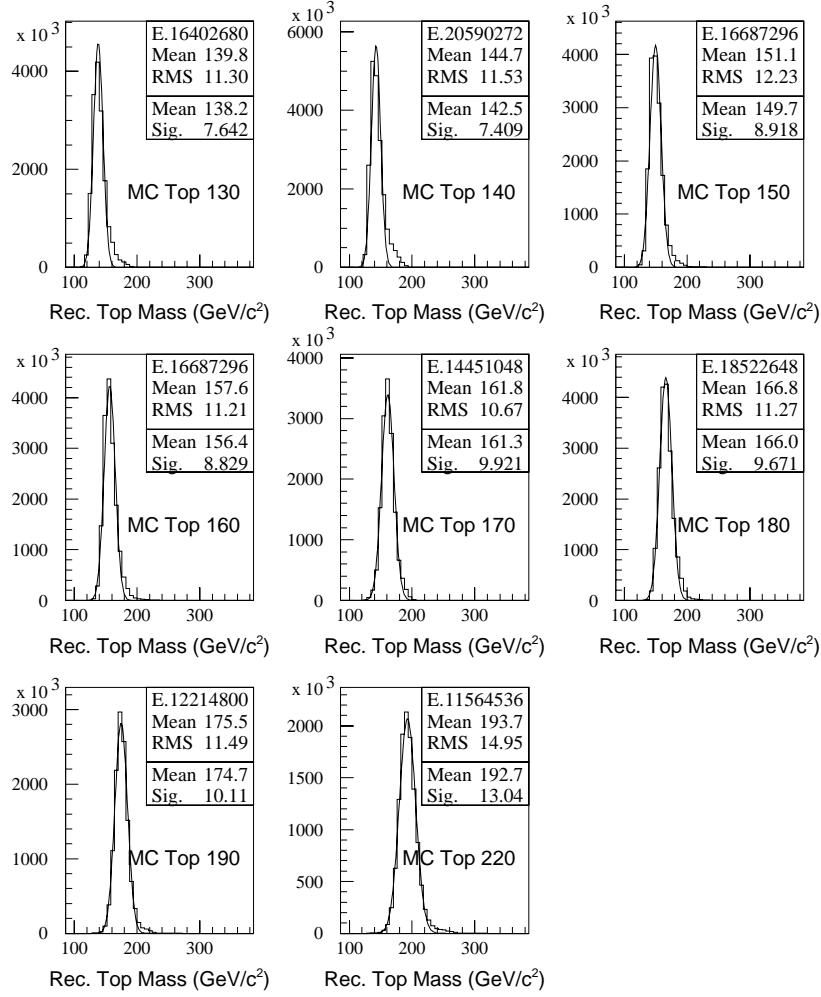 x 10 3
E.16402680
Mean 139.8
RMS 11.30
Mean 138.2
Sig. 7.642
MC Top 130
4000
2000
0
100 200 300
Rec. Top Mass (GeV/c2)
x 10 3
E.20590272
Mean 144.7
RMS 11.53
Mean 142.5
Sig. 7.409
MC Top 140
6000
4000
2000
0
100 200 300
Rec. Top Mass (GeV/c2)
x 10 3
E.16687296
Mean 151.1
RMS 12.23
Mean 149.7
Sig. 8.918
MC Top 150
4000
3000
2000
1000
0
100 200 300
Rec. Top Mass (GeV/c2)
x 10 3
E.16687296
Mean 157.6
RMS 11.21
Mean 156.4
Sig. 8.829
MC Top 160
4000
3000
2000
1000
0
100 200 300
Rec. Top Mass (GeV/c2)
x 10 3
E.14451048
Mean 161.8
RMS 10.67
Mean 161.3
Sig. 9.921
MC Top 170
4000
3000
2000
1000
0
100 200 300
Rec. Top Mass (GeV/c2)
x 10 3
E.18522648
Mean 166.8
RMS 11.27
Mean 166.0
Sig. 9.671
MC Top 180
4000
3000
2000
1000
0
100 200 300
Rec. Top Mass (GeV/c2)
x 10 3
E.12214800
Mean 175.5
RMS 11.49
Mean 174.7
Sig. 10.11
MC Top 190
3000
2000
1000
0
100 200 300
Rec. Top Mass (GeV/c2)
x 10 3
E.11564536
Mean 193.7
RMS 14.95
Mean 192.7
Sig. 13.04
MC Top 220
2000
1500
1000
500
0
100 200 300
Rec. Top Mass (GeV/c2)